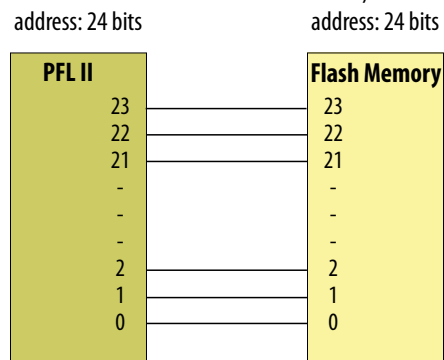 address: 24 bits
address: 24 bits
PFL II
Flash Memory
23 23
22 22
21 21
- -
- -
- -
2 2
1 1
0 0